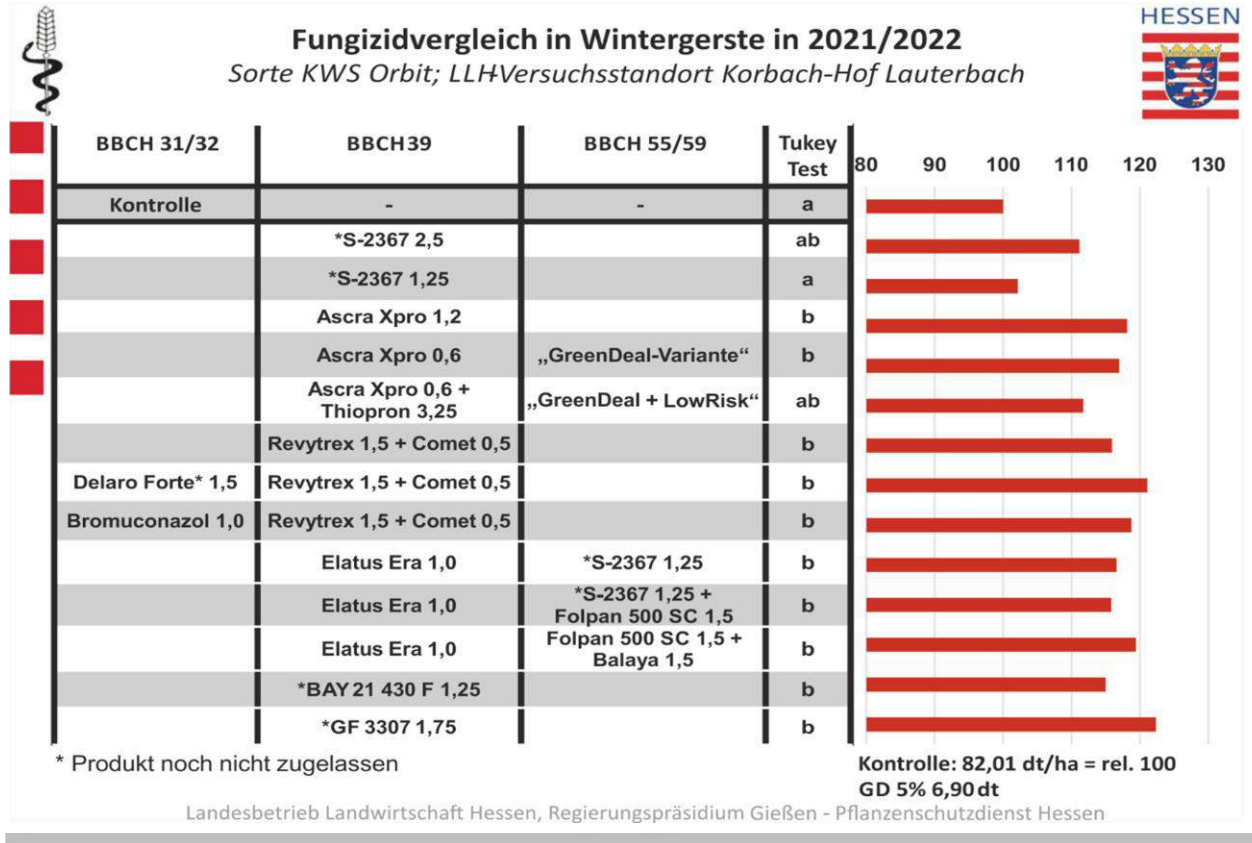 HESSEN
Fungizidvergleich in Wintergerste in 2021/2022
Sorte KWS Orbit; LLH-Versuchsstandort Korbach-Hof Lauterbach
BBCH 31/32 BBCH39 BBCH 55/59 Tukey Test
80 90 100 110 120 130
Kontrolle - - a
*S-2367 2,5 ab
*S-2367 1,25 a
Ascra Xpro 1,2 b
Ascra Xpro 0,6 „GreenDeal-Variante“ b
Ascra Xpro 0,6 +
Thiopron 3,25 „GreenDeal + LowRisk“ ab
Revytrex 1,5 + Comet 0,5 b
Delaro Forte* 1,5 Revytrex 1,5 + Comet 0,5 b
Bromuconazol 1,0 Revytrex 1,5 + Comet 0,5 b
Elatus Era 1,0 *S-2367 1,25 b
Elatus Era 1,0 *S-2367 1,25 +
Folpan 500 SC 1,5 b
Elatus Era 1,0 Folpan 500 SC 1,5 +
Balaya 1,5 b
*BAY 21 430 F 1,25 b
*GF 3307 1,75 b
* Produkt noch nicht zugelassen
Kontrolle: 82,01 dt/ha = rel. 100
GD 5% 6,90 dt
Landesbetrieb Landwirtschaft Hessen, Regierungspräsidium Gießen - Pflanzenschutzdienst Hessen